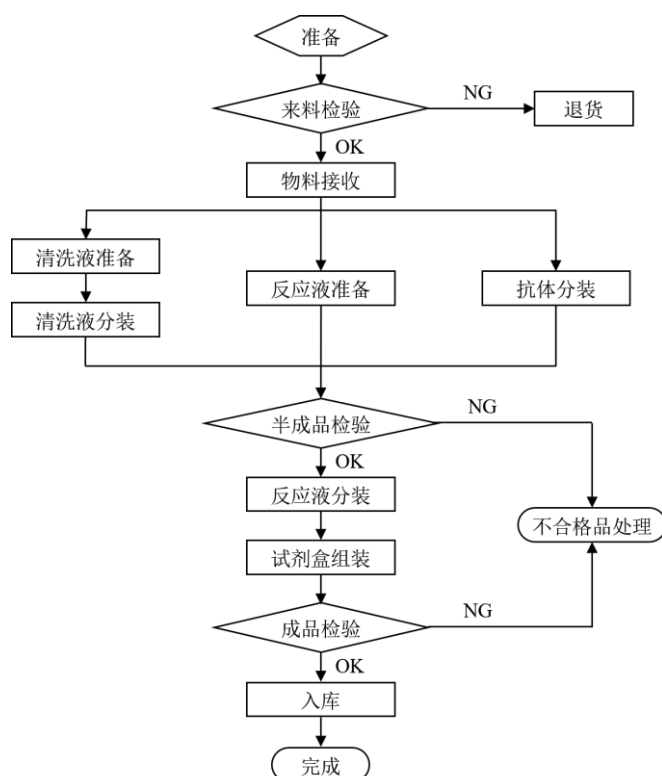 准备
来料检验
NG
退货
OK
物料接收
清洗液准备
反应液准备
抗体分装
清洗液分装
半成品检验
NG
OK
反应液分装
不合格品处理
试剂盒组装
成品检验
NG
OK
入库
完成